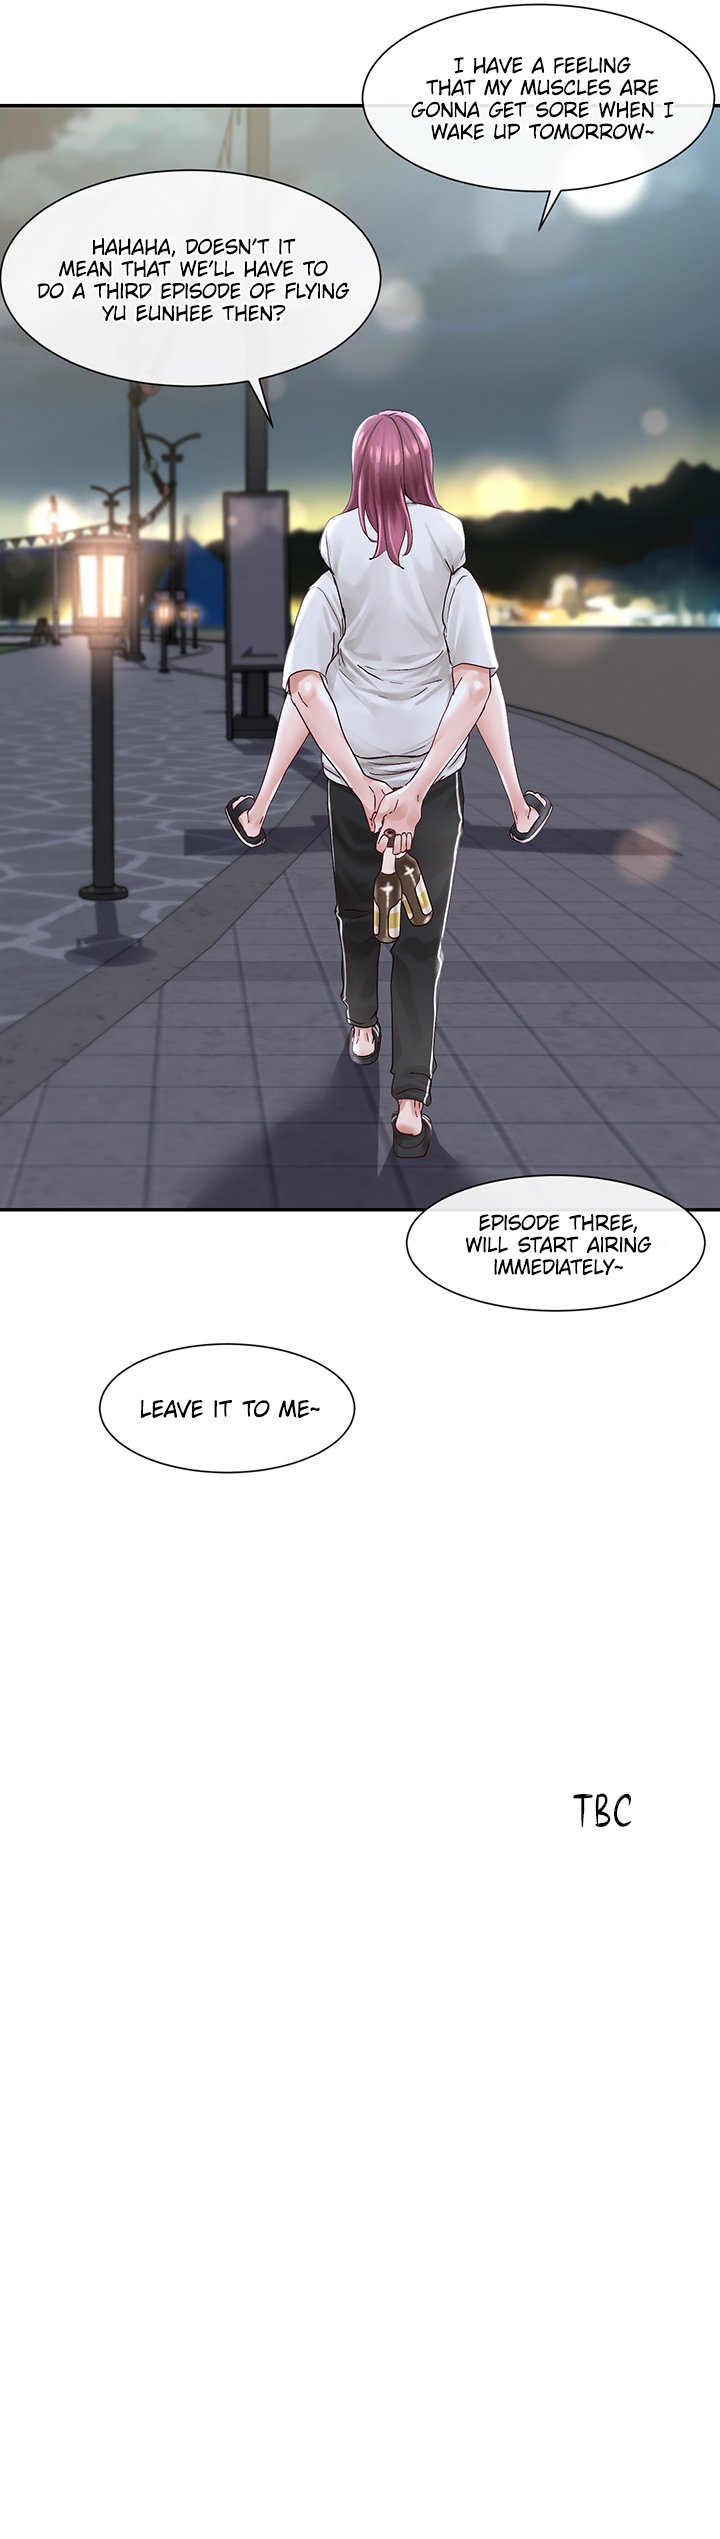 I HAVE A FEELING
THAT MY MUSCLES ARE
GONNA GET SORE WHEN I
WAKE UP TOMORROW~
HAHAHA, DOESN'T IT
MEAN THAT WE'LL HAVE TO
DO A THIRD EPISODE OF FLYING
YU EUNHEE THEN?
EPISODE THREE,
WILL START AIRING
IMMEDIATELY~
LEAVE IT TO ME~
TBC